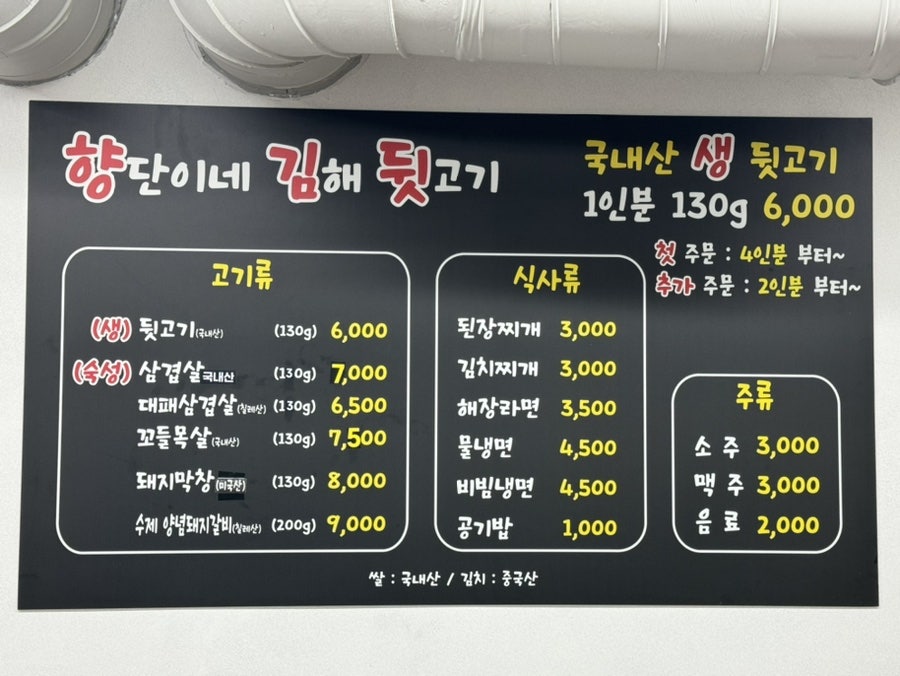 향단이네 김해 뒷고기
국내산 생 뒷고기
1인분 130g 6,000
첫 주문 : 4인분 부터~
추가 주문 : 2인분 부터~
고기류
(생) 뒷고기(국내산) (130g) 6,000
(숙성) 삼겹살 국내산 (130g) 7,000
대패삼겹살(칠레산) (130g) 6,500
꼬들목살(국내산) (130g) 7,500
돼지막창(미국산) (130g) 8,000
수제 양념돼지갈비(칠레산) (200g) 9,000
식사류
된장찌개 3,000
김치찌개 3,000
해장라면 3,500
물냉면 4,500
비빔냉면 4,500
공기밥 1,000
주류
소주 3,000
맥주 3,000
음료 2,000
쌀 : 국내산 / 김치 : 중국산